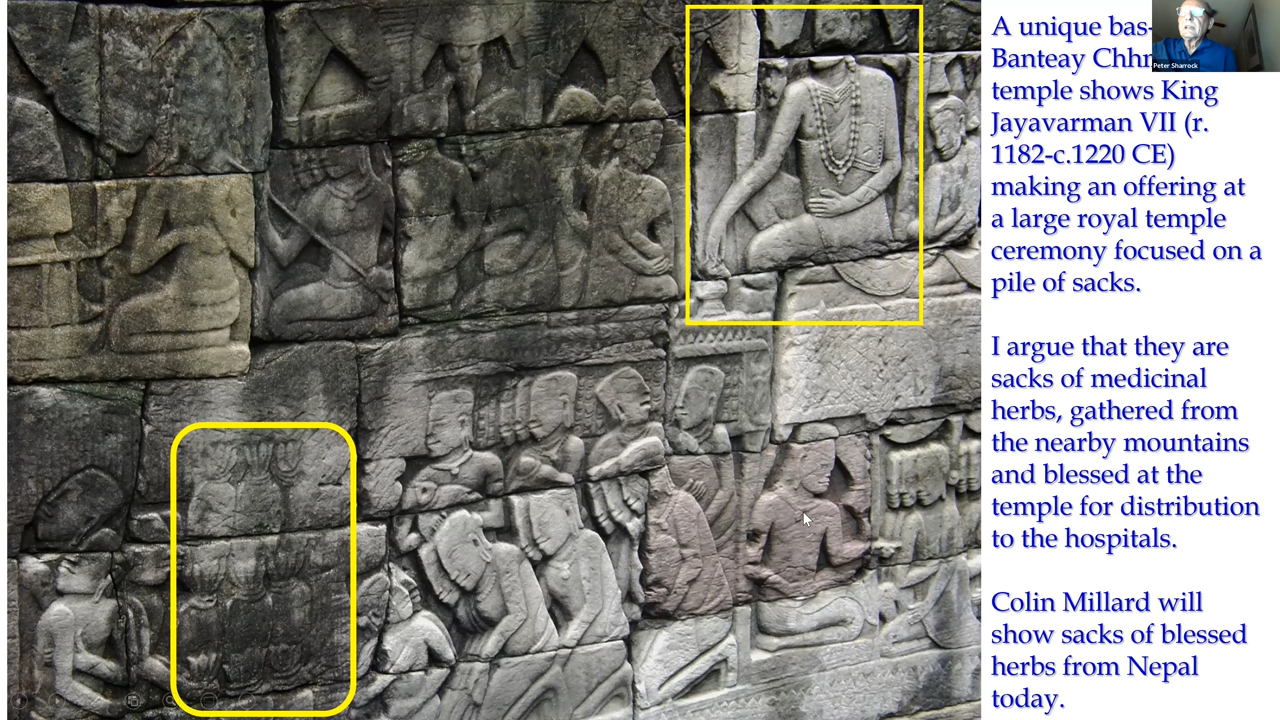 A unique bas-
Banteay Chhm
temple shows King
Jayavarman VII (r.
1182-c.1220 CE)
making an offering at
a large royal temple
ceremony focused on a
pile of sacks.
I argue that they are
sacks of medicinal
herbs, gathered from
the nearby mountains
and blessed at the
temple for distribution
to the hospitals.
Colin Millard will
show sacks of blessed
herbs from Nepal
today.
Peter Sharrock